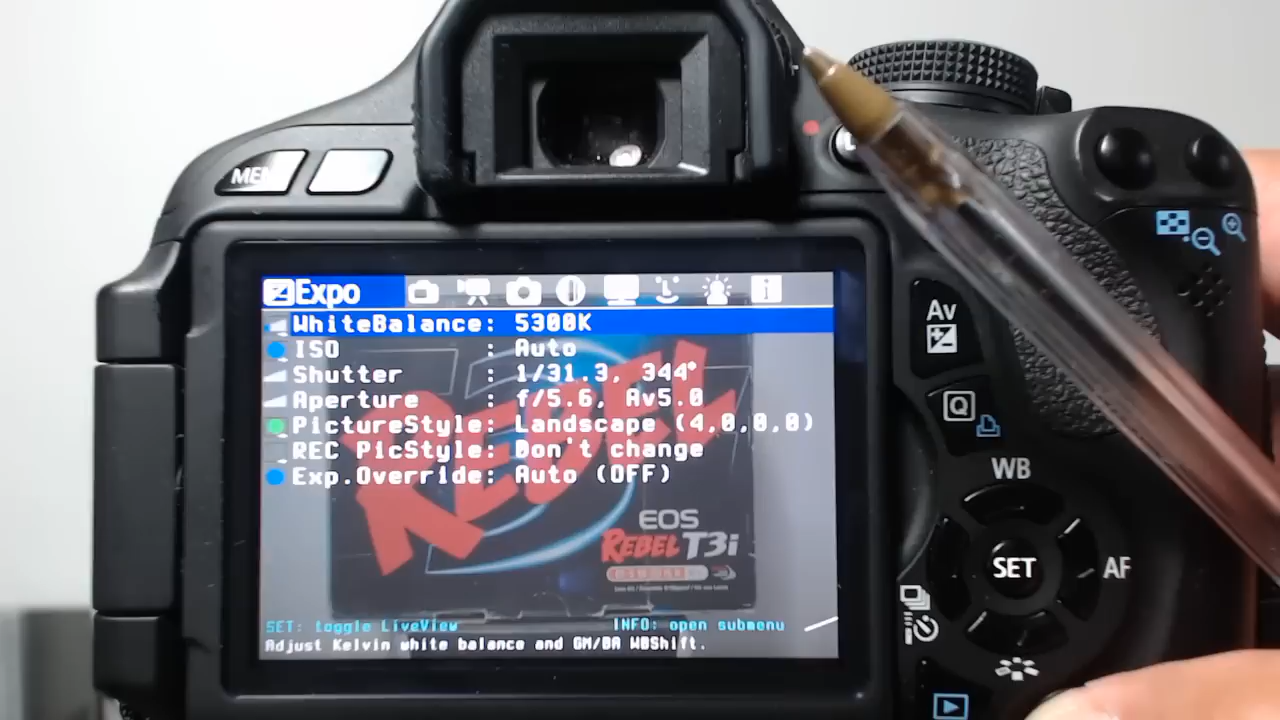 MEN
Expo
WhiteBalance: 5300K
ISO : Auto
Shutter : 1/31.3, 344°
Aperture : f/5.6, Av5.0
PictureStyle: Landscape (4,0,0,0)
REC PicStyle: Don't change
Exp.Override: Auto (OFF)
REBEL
EOS
REBEL T3i
SET: toggle LiveView INFO: open submenu
Adjust Kelvin white balance and GM/BA WBShift.
Av
Q
WB
SET
AF